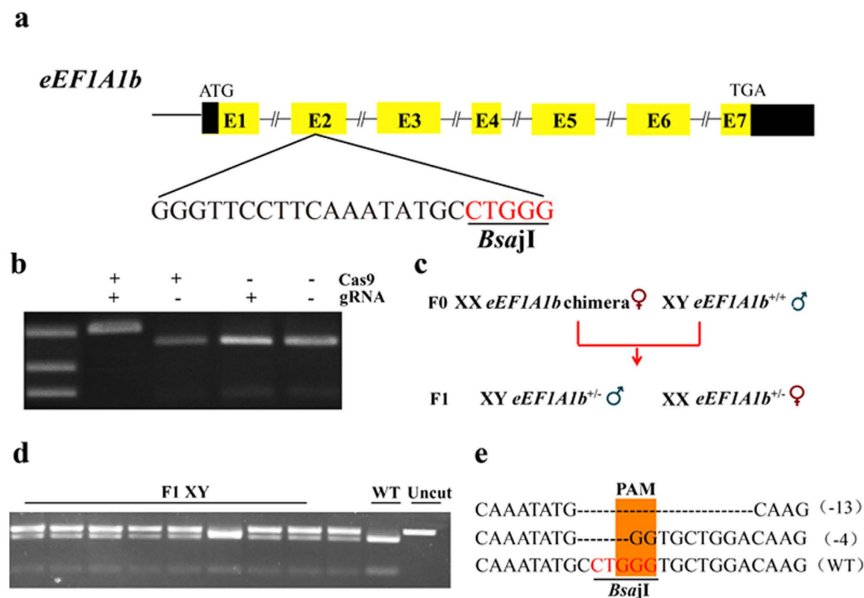 a
eEF1A1b
ATG
TGA
E1 E2 E3 E4 E5 E6 E7
GGGTTCCTTCAAATATGCCTGGG
BsajI
b
+ + - - Cas9
+ - + - gRNA
c
F0 XX eEF1A1b chimera♀ XY eEF1A1b+/+ ♂
F1 XY eEF1A1b+/-♂ XX eEF1A1b+/-♀
d
F1 XY WT Uncut
e
PAM
CAAATATG--------------------CAAG (-13)
CAAATATG------GGTGCTGGACAAG (-4)
CAAATATGCCTGGGTGCTGGACAAG (WT)
BsajI